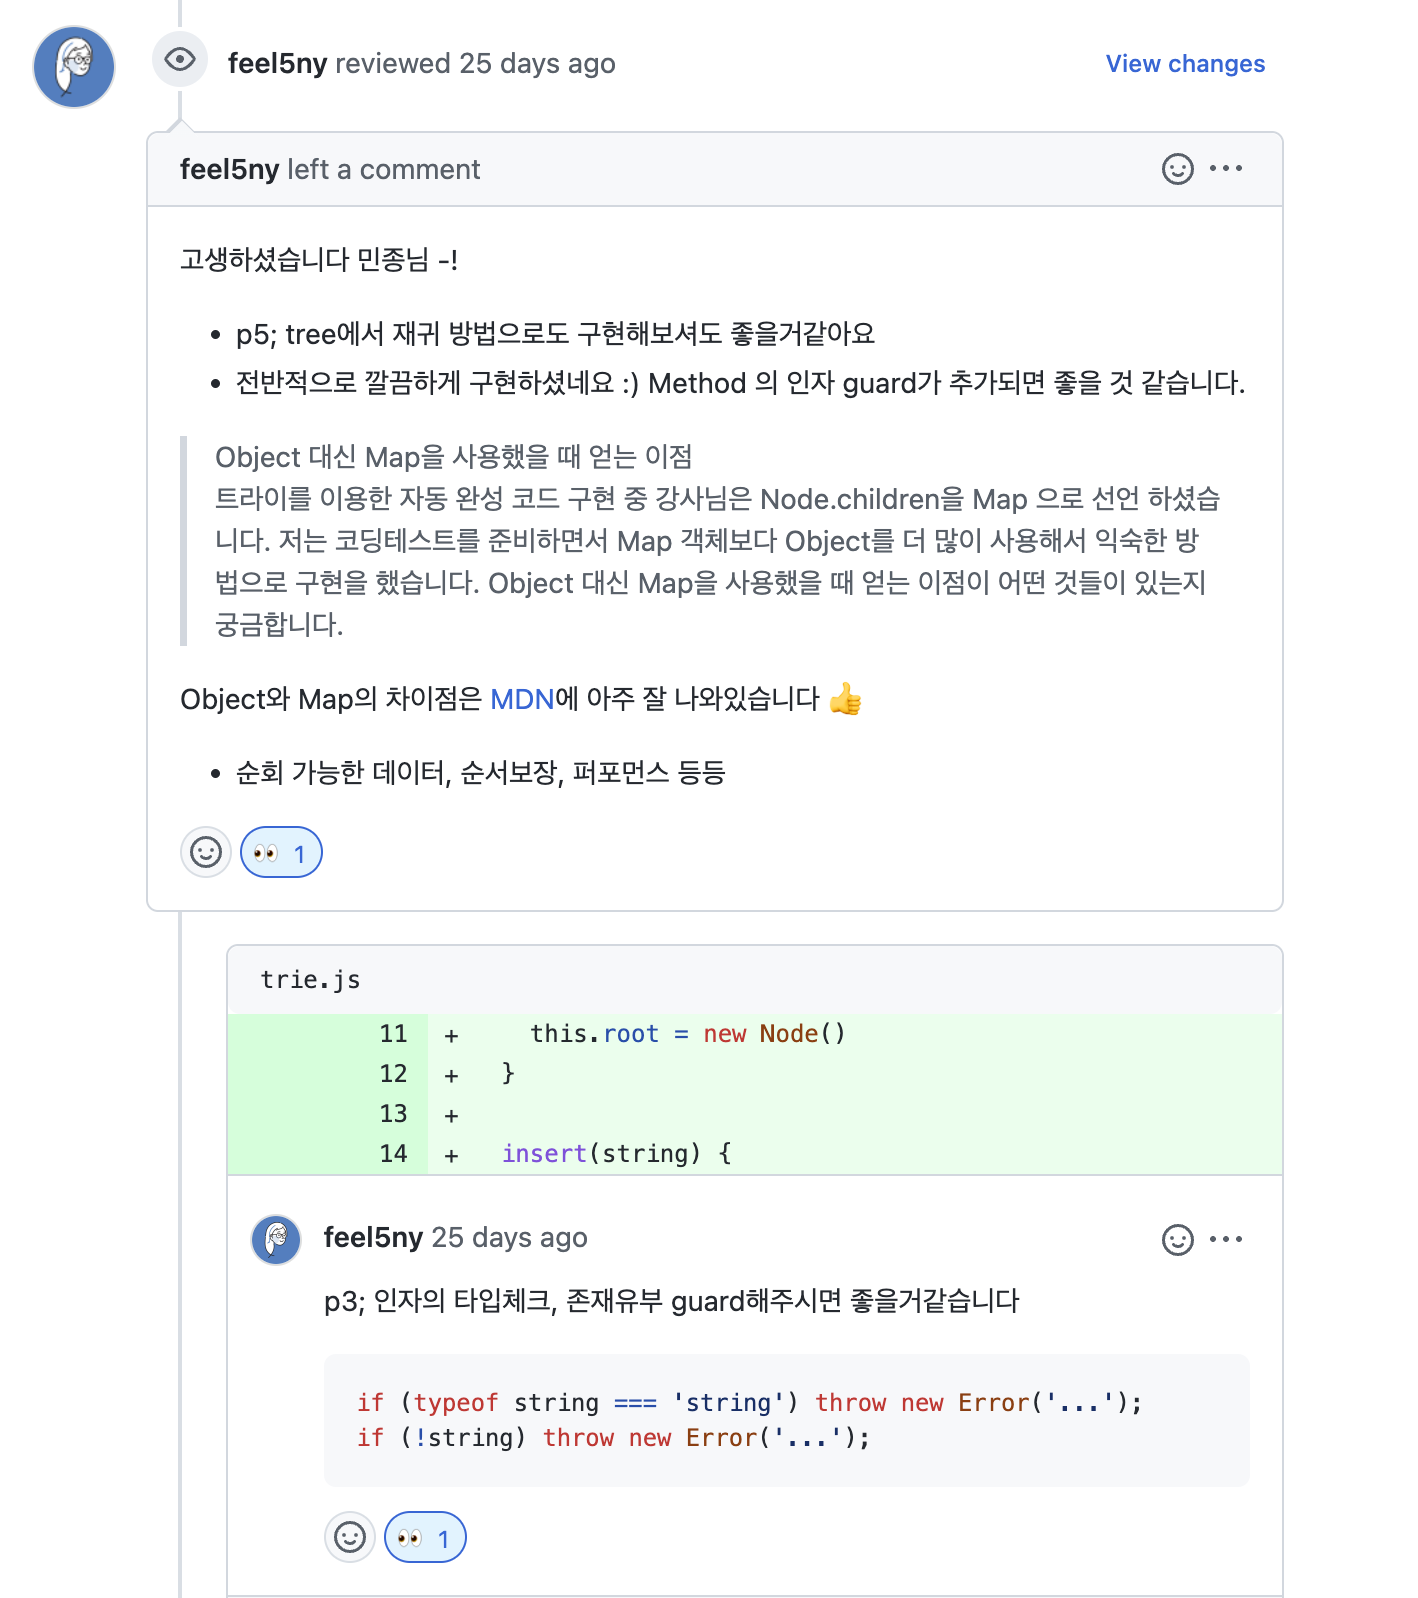 feel5ny reviewed 25 days ago
View changes
feel5ny left a comment
고생하셨습니다 민종님 -!
• p5; tree에서 재귀 방법으로도 구현해보셔도 좋을거같아요
• 전반적으로 깔끔하게 구현하셨네요 :) Method 의 인자 guard가 추가되면 좋을 것 같습니다.
Object 대신 Map을 사용했을 때 얻는 이점
트라이를 이용한 자동 완성 코드 구현 중 강사님은 Node.children을 Map 으로 선언 하셨습
니다. 저는 코딩테스트를 준비하면서 Map 객체보다 Object를 더 많이 사용해서 익숙한 방
법으로 구현을 했습니다. Object 대신 Map을 사용했을 때 얻는 이점이 어떤 것들이 있는지
궁금합니다.
Object와 Map의 차이점은 MDN에 아주 잘 나와있습니다 👍
• 순회 가능한 데이터, 순서보장, 퍼포먼스 등등
👀 1
trie.js
11 + this.root = new Node()
12 + }
13 +
14 + insert(string) {
feel5ny 25 days ago
p3; 인자의 타입체크, 존재유부 guard해주시면 좋을거같습니다
if (typeof string === 'string') throw new Error('...');
if (!string) throw new Error('...');
👀 1